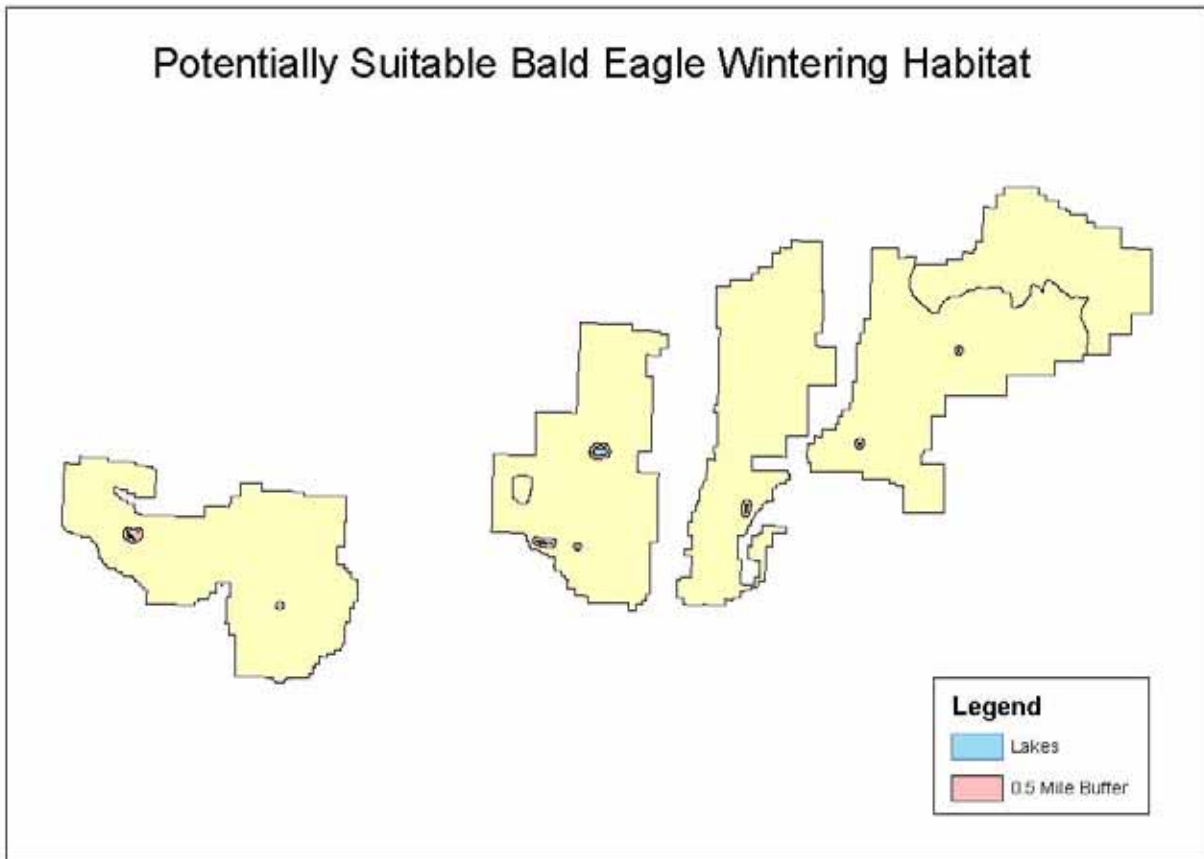 Potentially Suitable Bald Eagle Wintering Habitat
Legend
Lakes
0.5 Mile Buffer